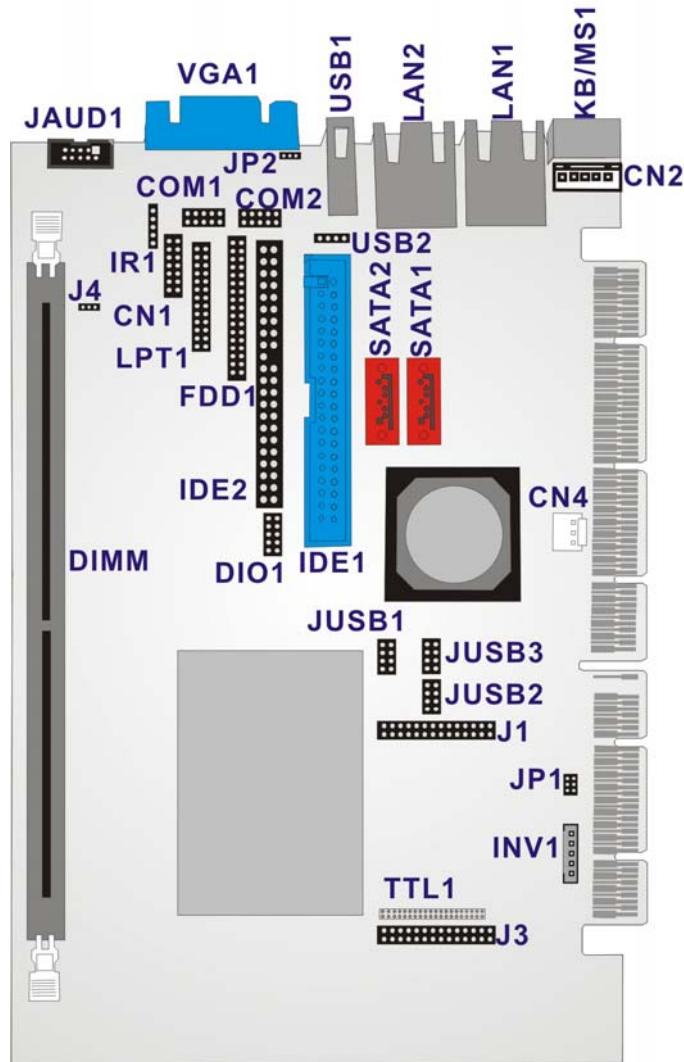 VGA1
USB1
LAN2
LAN1
KB/MS1
JAUD1
JP2
CN2
COM1
COM2
USB2
IR1
J4
CN1
LPT1
SATA2
SATA1
FDD1
IDE2
CN4
DIMM
DIO1
IDE1
JUSB1
JUSB3
JUSB2
J1
JP1
INV1
TTL1
J3